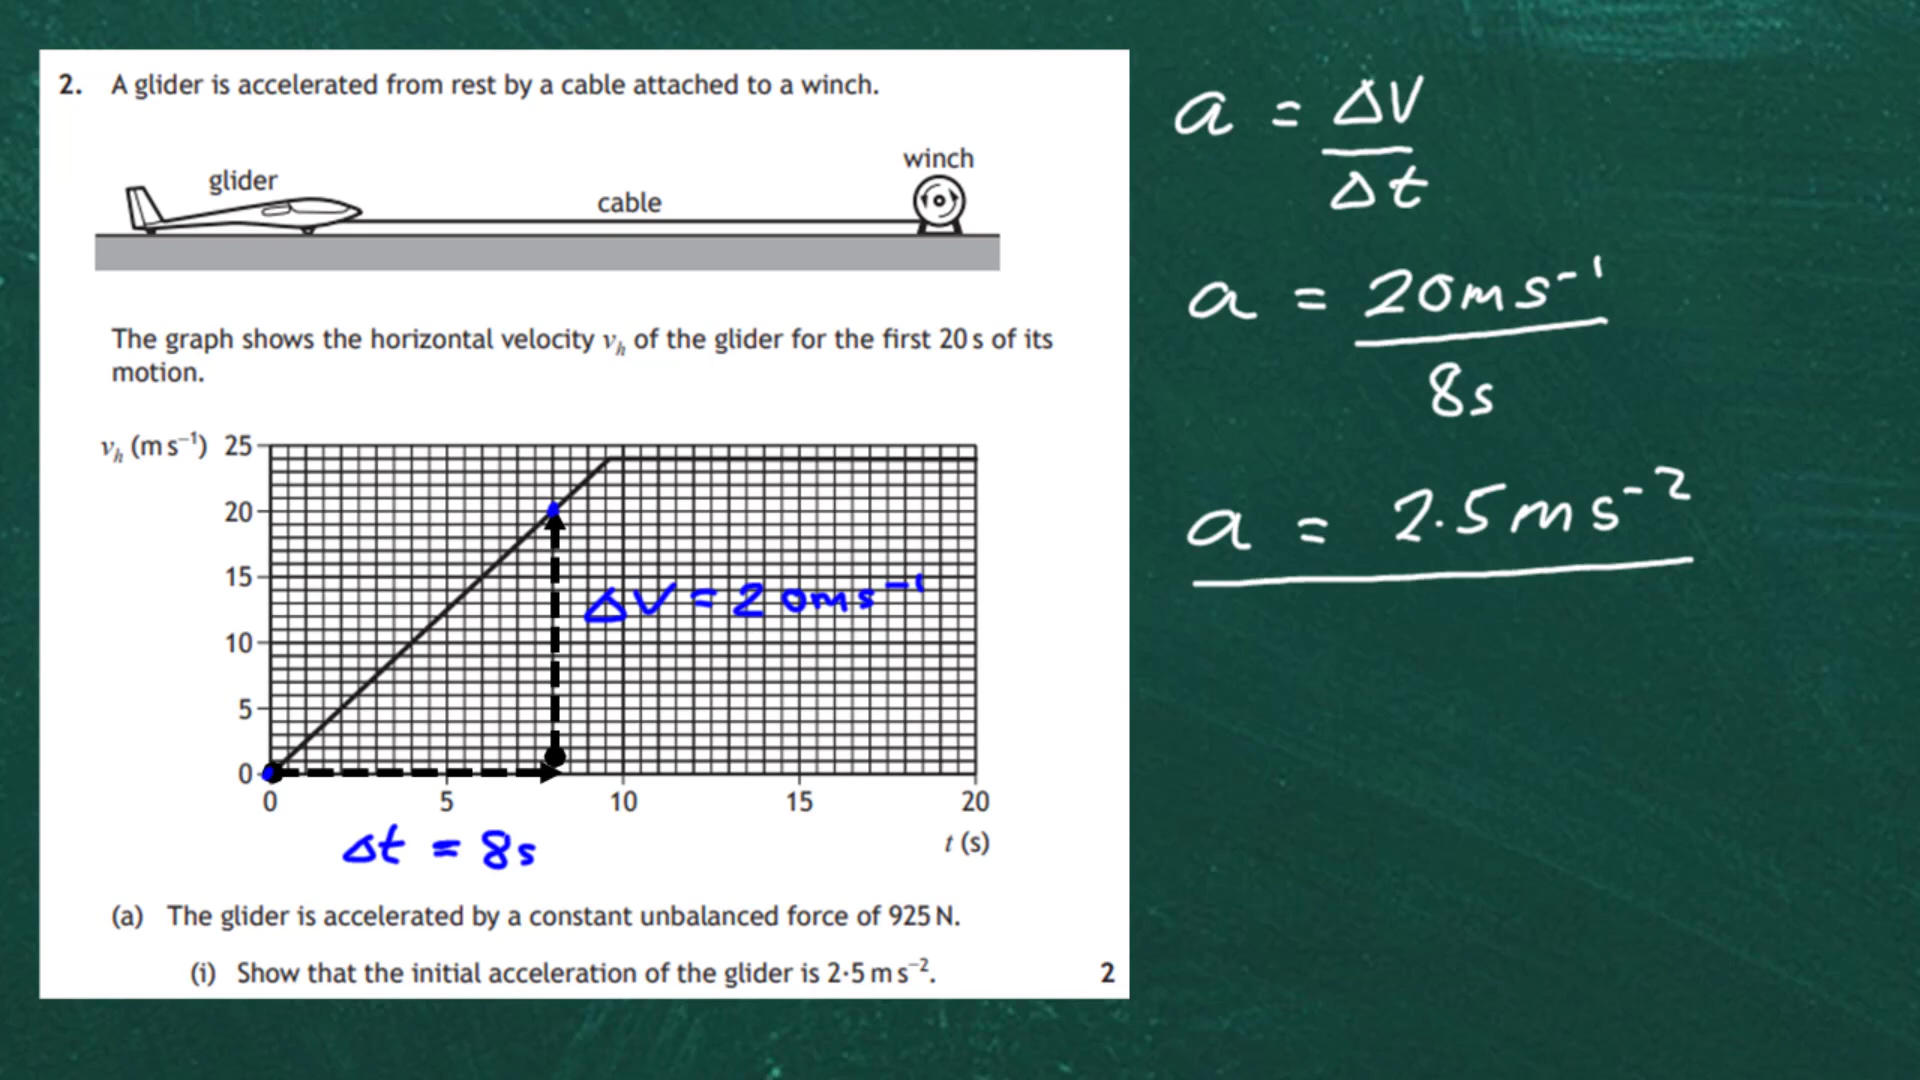 2. A glider is accelerated from rest by a cable attached to a winch.
winch
glider
cable
The graph shows the horizontal velocity vₕ of the glider for the first 20 s of its
motion.
vₕ (m s⁻¹) 25
20
15
10
5
0
0 5 10 15 20
t (s)
ΔV = 20ms⁻¹
Δt = 8s
(a) The glider is accelerated by a constant unbalanced force of 925 N.
(i) Show that the initial acceleration of the glider is 2·5 m s⁻². 2
a = ΔV
Δt
a = 20ms⁻¹
8s
a = 2.5ms⁻²